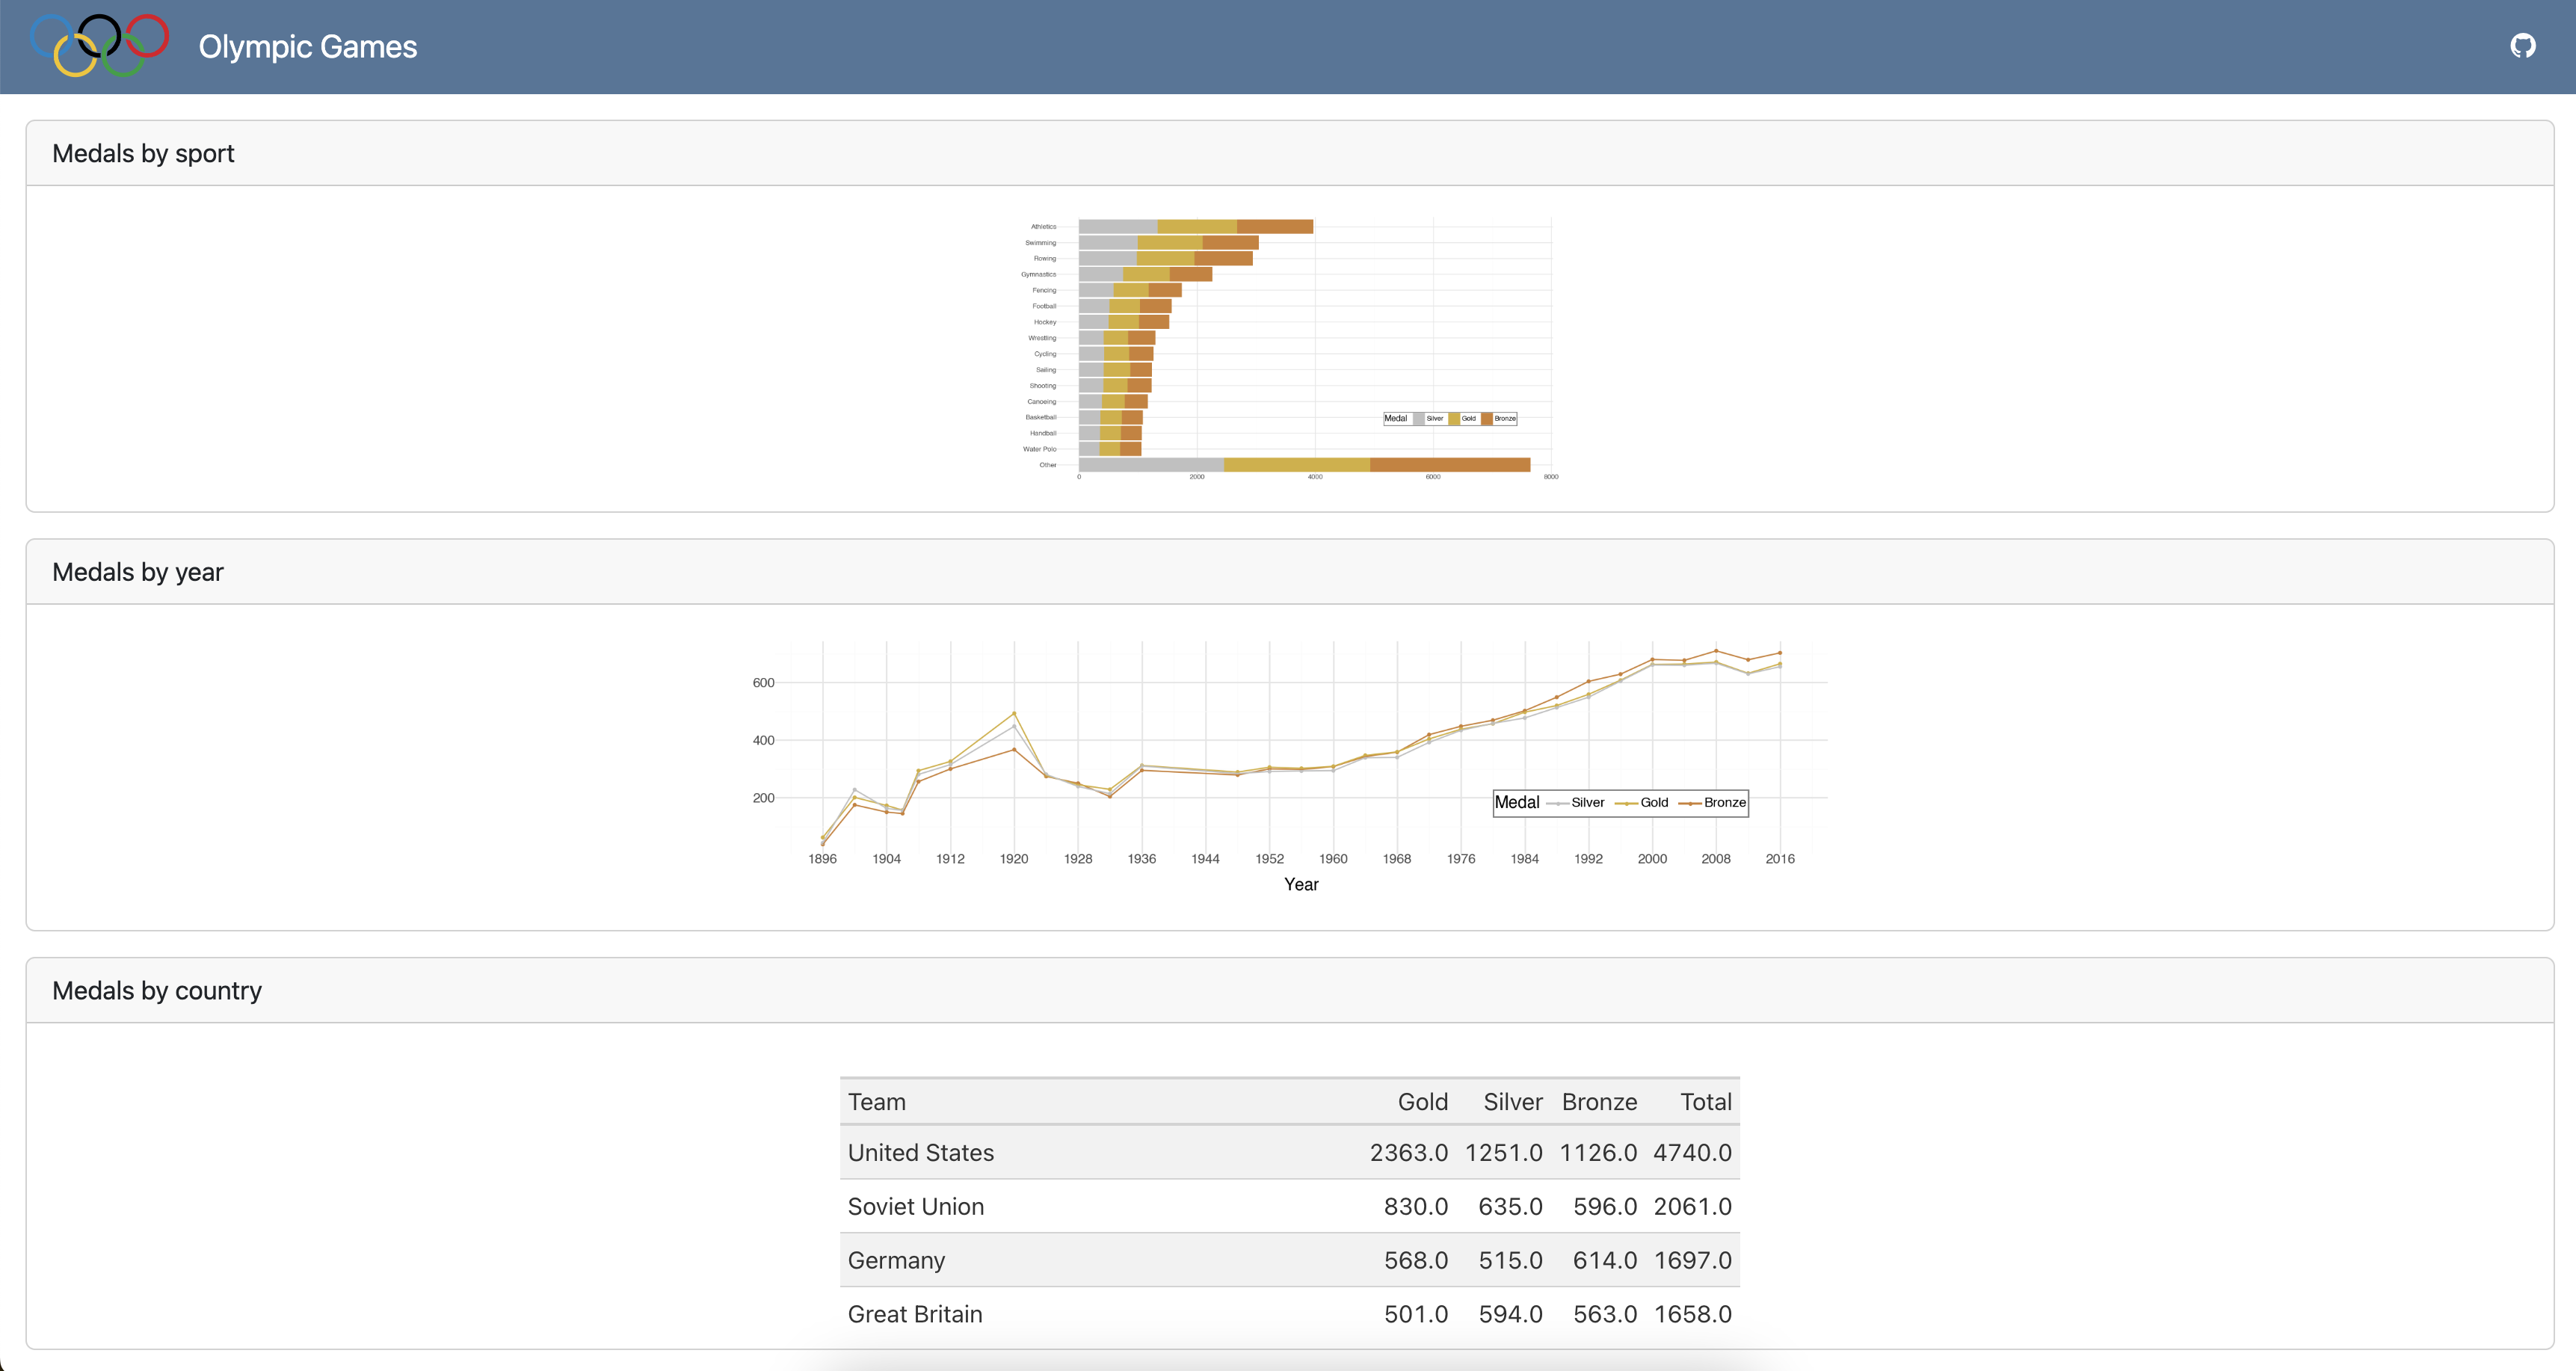 Olympic Games
Medals by sport
Athletics
Swimming
Rowing
Gymnastics
Fencing
Football
Hockey
Wrestling
Cycling
Sailing
Shooting
Canoeing
Basketball
Handball
Water Polo
Other
Medal Silver Gold Bronze
0 2000 4000 6000 8000
Medals by year
600
400
200
Medal Silver Gold Bronze
1896 1904 1912 1920 1928 1936 1944 1952 1960 1968 1976 1984 1992 2000 2008 2016
Year
Medals by country
Team Gold Silver Bronze Total
United States 2363.0 1251.0 1126.0 4740.0
Soviet Union 830.0 635.0 596.0 2061.0
Germany 568.0 515.0 614.0 1697.0
Great Britain 501.0 594.0 563.0 1658.0